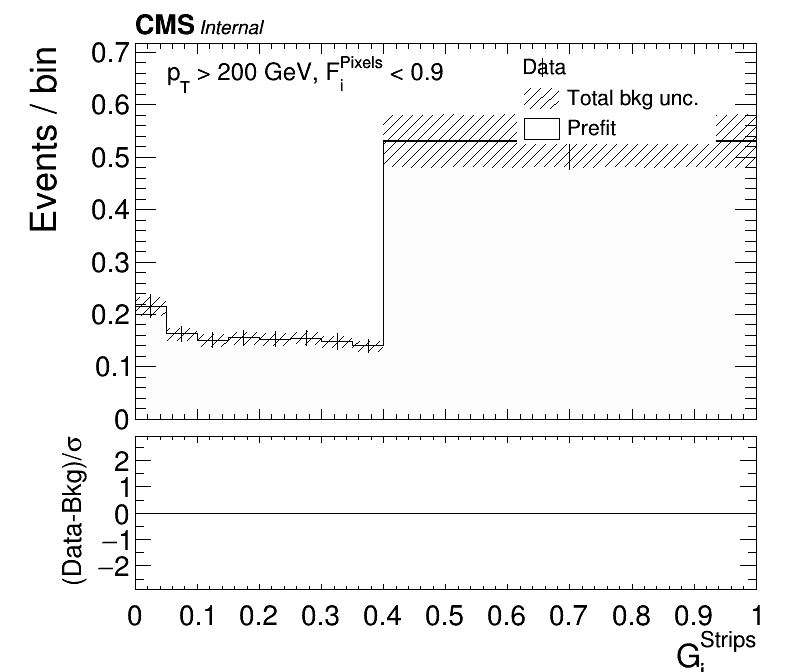 CMS Internal
p_T > 200 GeV, F_i^Pixels < 0.9
Data
Total bkg unc.
Prefit
Events / bin
0.7
0.6
0.5
0.4
0.3
0.2
0.1
0
(Data-Bkg)/σ
2
1
0
−1
−2
0 0.1 0.2 0.3 0.4 0.5 0.6 0.7 0.8 0.9 1
G_i^Strips